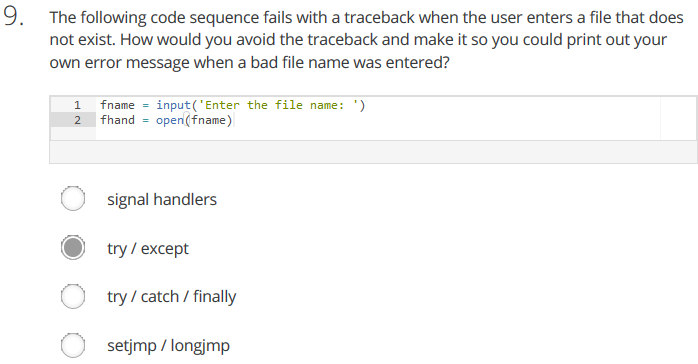 9. The following code sequence fails with a traceback when the user enters a file that does
not exist. How would you avoid the traceback and make it so you could print out your
own error message when a bad file name was entered?
1 fname = input('Enter the file name: ')
2 fhand = open(fname)
signal handlers
try / except
try / catch / finally
setjmp / longjmp